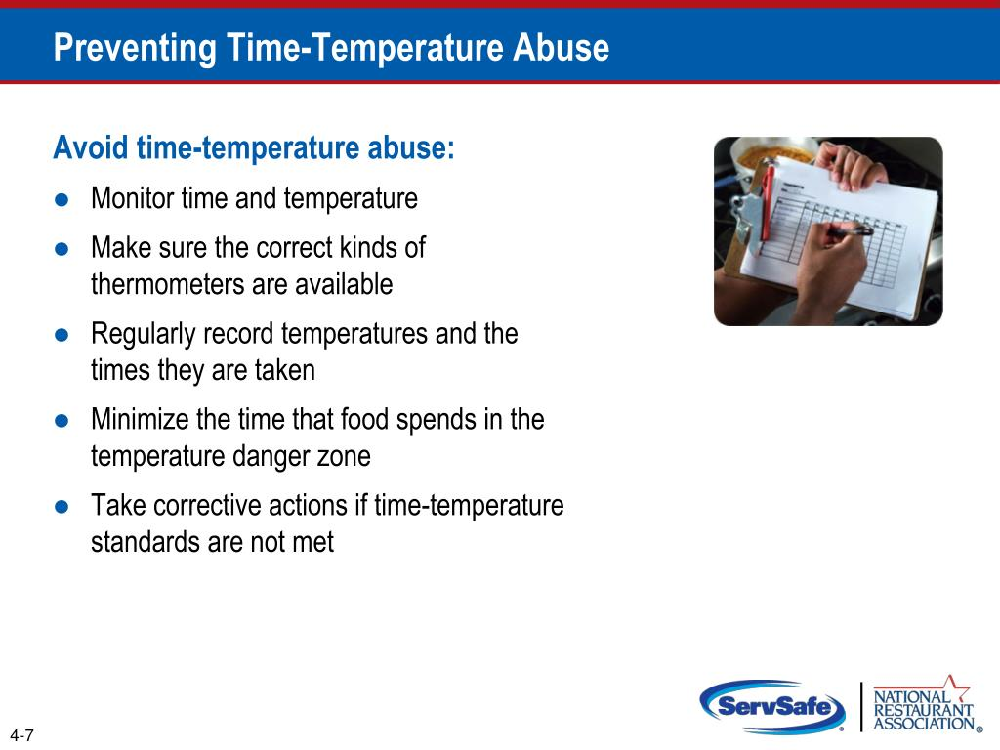 Preventing Time-Temperature Abuse
Avoid time-temperature abuse:
● Monitor time and temperature
● Make sure the correct kinds of
thermometers are available
● Regularly record temperatures and the
times they are taken
● Minimize the time that food spends in the
temperature danger zone
● Take corrective actions if time-temperature
standards are not met
ServSafe®
NATIONAL
RESTAURANT
ASSOCIATION®
4-7